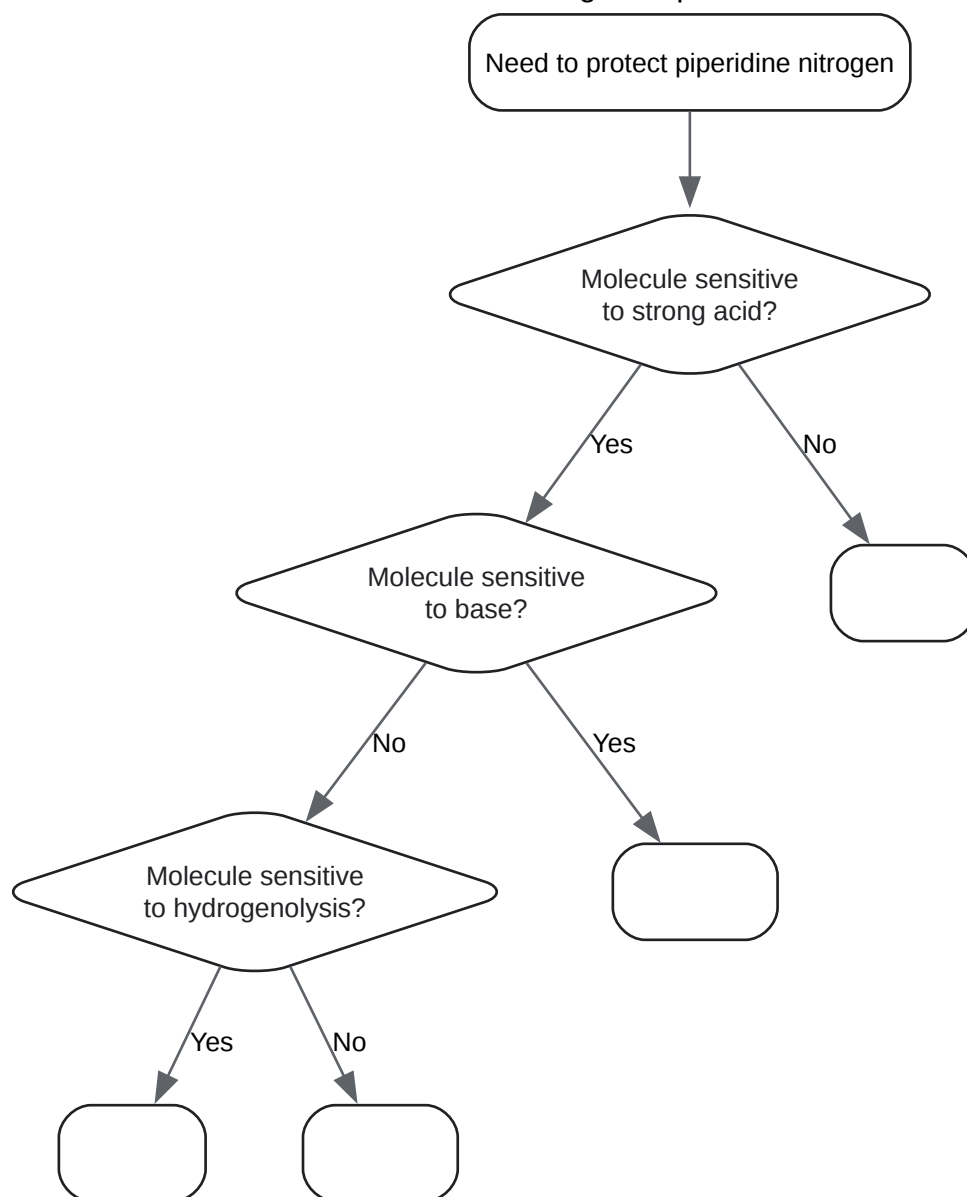 Need to protect piperidine nitrogen
Molecule sensitive
to strong acid?
Yes
No
Molecule sensitive
to base?
No
Yes
Molecule sensitive
to hydrogenolysis?
Yes
No